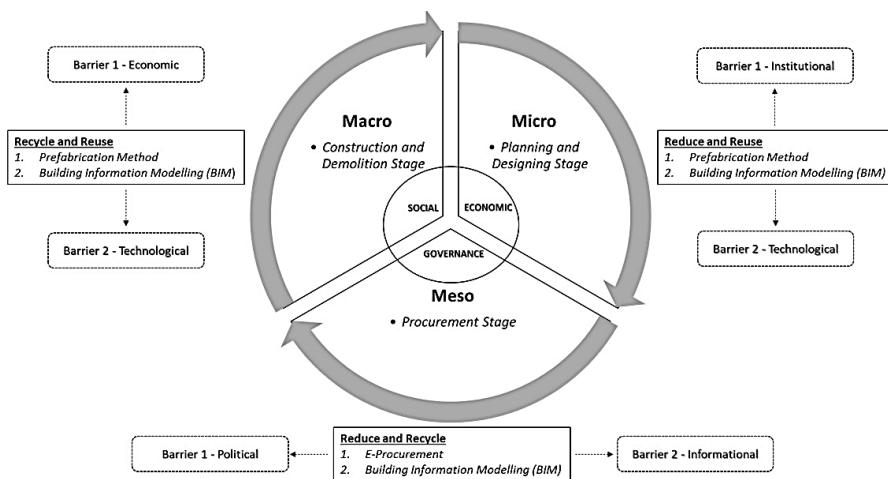 Barrier 1 - Economic
Recycle and Reuse
1. Prefabrication Method
2. Building Information Modelling (BIM)
Barrier 2 - Technological
Macro
• Construction and
Demolition Stage
Micro
• Planning and
Designing Stage
SOCIAL
ECONOMIC
GOVERNANCE
Meso
• Procurement Stage
Barrier 1 - Institutional
Reduce and Reuse
1. Prefabrication Method
2. Building Information Modelling (BIM)
Barrier 2 - Technological
Barrier 1 - Political
Reduce and Recycle
1. E-Procurement
2. Building Information Modelling (BIM)
Barrier 2 - Informational